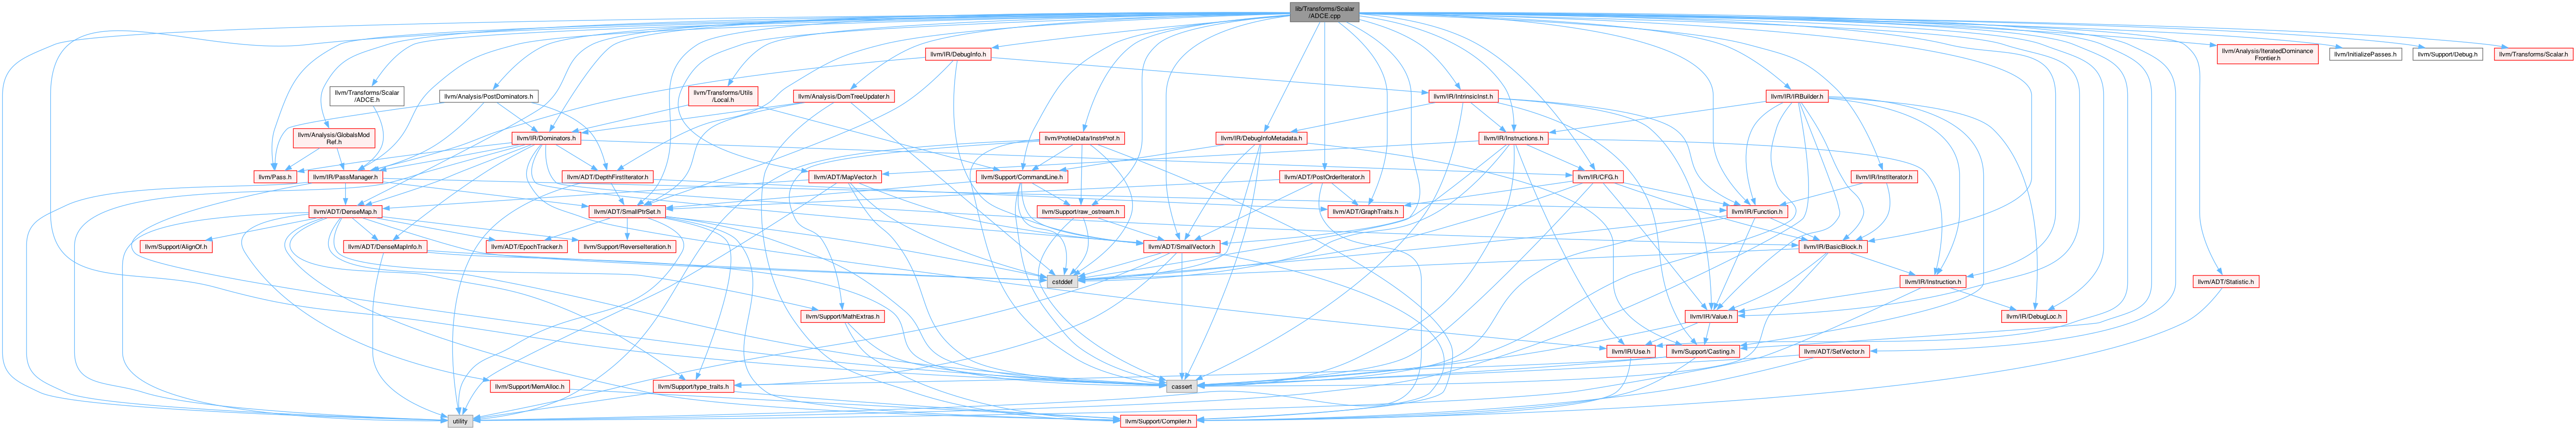 lib/Transforms/Scalar
/ADCE.cpp
llvm/IR/DebugInfo.h
llvm/Analysis/IteratedDominance
Frontier.h
llvm/InitializePasses.h
llvm/Support/Debug.h
llvm/Transforms/Scalar.h
llvm/Transforms/Scalar
/ADCE.h
llvm/Analysis/PostDominators.h
llvm/Transforms/Utils
/Local.h
llvm/Analysis/DomTreeUpdater.h
llvm/IR/IntrinsicInst.h
llvm/IR/IRBuilder.h
llvm/Analysis/GlobalsMod
Ref.h
llvm/IR/Dominators.h
llvm/ProfileData/InstrProf.h
llvm/IR/DebugInfoMetadata.h
llvm/IR/Instructions.h
llvm/Pass.h
llvm/IR/PassManager.h
llvm/ADT/DepthFirstIterator.h
llvm/ADT/MapVector.h
llvm/Support/CommandLine.h
llvm/ADT/PostOrderIterator.h
llvm/IR/CFG.h
llvm/IR/InstIterator.h
llvm/ADT/DenseMap.h
llvm/ADT/SmallPtrSet.h
llvm/Support/raw_ostream.h
llvm/ADT/GraphTraits.h
llvm/IR/Function.h
llvm/Support/AlignOf.h
llvm/ADT/DenseMapInfo.h
llvm/ADT/EpochTracker.h
llvm/Support/ReverseIteration.h
llvm/ADT/SmallVector.h
llvm/IR/BasicBlock.h
cstddef
llvm/IR/Instruction.h
llvm/ADT/Statistic.h
llvm/Support/MathExtras.h
llvm/IR/Value.h
llvm/IR/DebugLoc.h
llvm/IR/Use.h
llvm/Support/Casting.h
llvm/ADT/SetVector.h
llvm/Support/MemAlloc.h
llvm/Support/type_traits.h
cassert
utility
llvm/Support/Compiler.h